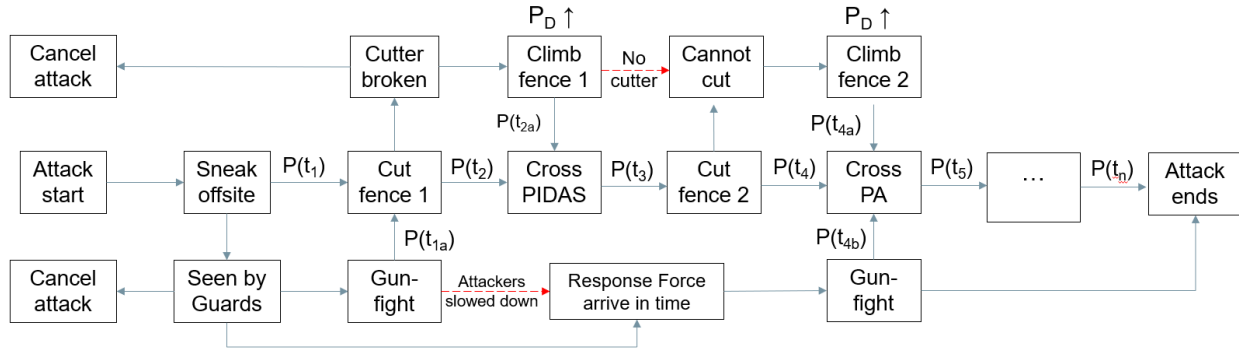 P_D ↑
P_D ↑
Cancel
attack
Cutter
broken
Climb
fence 1
No
cutter
Cannot
cut
Climb
fence 2
P(t_2a)
P(t_4a)
Attack
start
Sneak
offsite
P(t_1)
Cut
fence 1
P(t_2)
Cross
PIDAS
P(t_3)
Cut
fence 2
P(t_4)
Cross
PA
P(t_5)
…
P(t_n)
Attack
ends
P(t_1a)
P(t_4b)
Cancel
attack
Seen by
Guards
Gun-
fight
Attackers
slowed down
Response Force
arrive in time
Gun-
fight